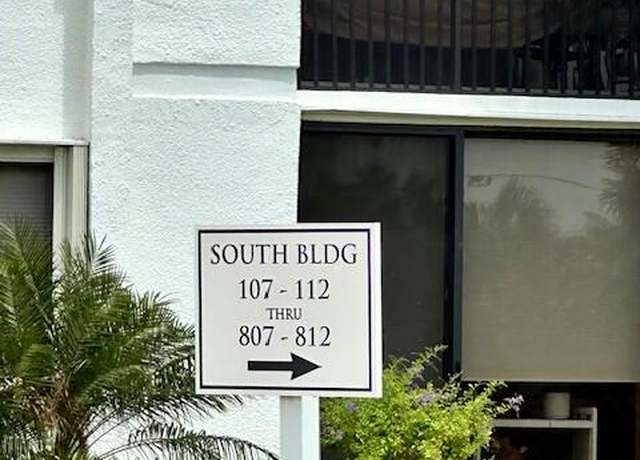 SOUTH BLDG
107 - 112
THRU
807 - 812